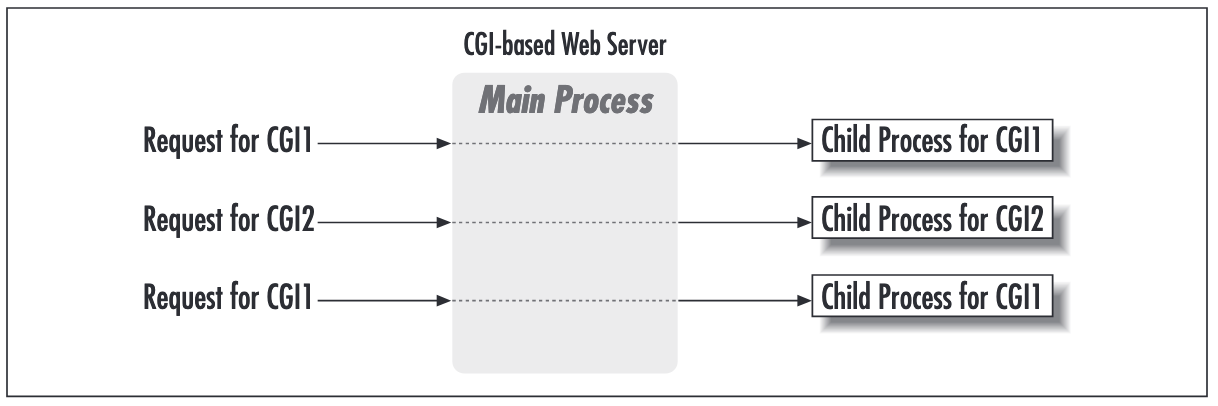 CGI-based Web Server
Main Process
Request for CGI1 Child Process for CGI1
Request for CGI2 Child Process for CGI2
Request for CGI1 Child Process for CGI1